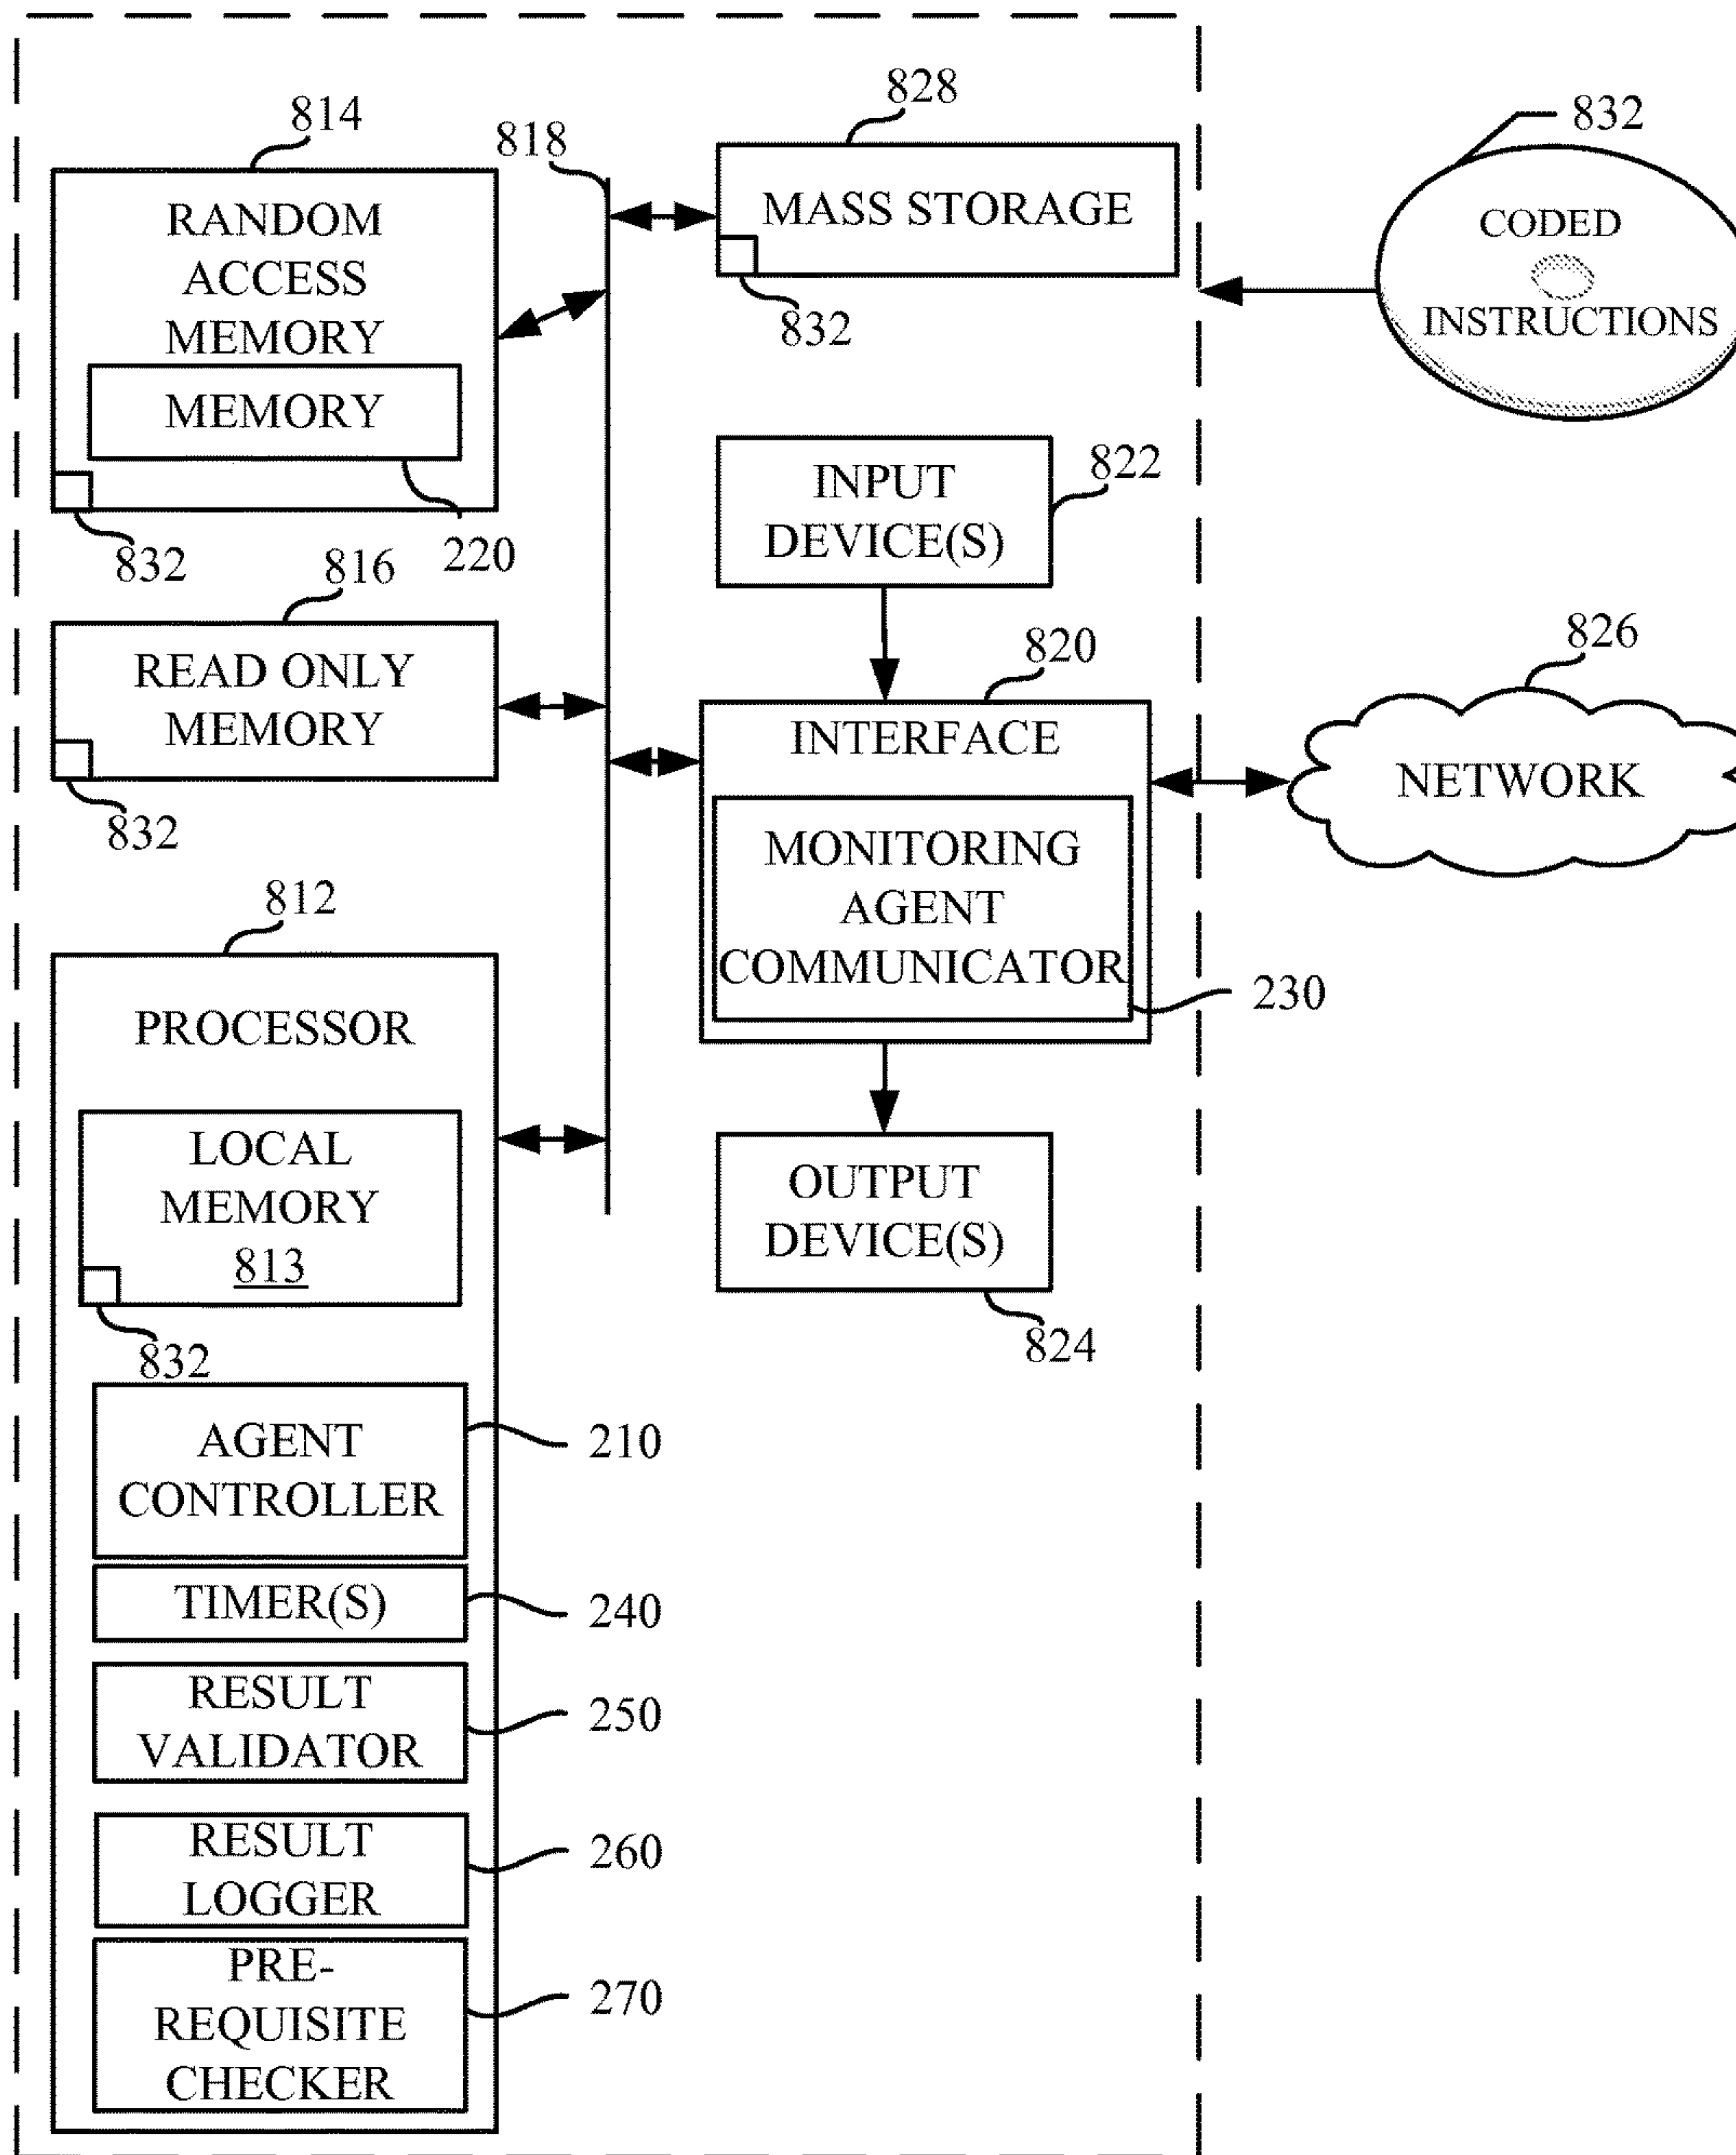 814
RANDOM
ACCESS
MEMORY
MEMORY
832
220
816
READ ONLY
MEMORY
832
812
PROCESSOR
LOCAL
MEMORY
813
832
AGENT
CONTROLLER
210
TIMER(S)
240
RESULT
VALIDATOR
250
RESULT
LOGGER
260
PRE-
REQUISITE
CHECKER
270
818
828
MASS STORAGE
832
INPUT
DEVICE(S)
822
820
INTERFACE
MONITORING
AGENT
COMMUNICATOR
230
OUTPUT
DEVICE(S)
824
832
CODED
INSTRUCTIONS
826
NETWORK